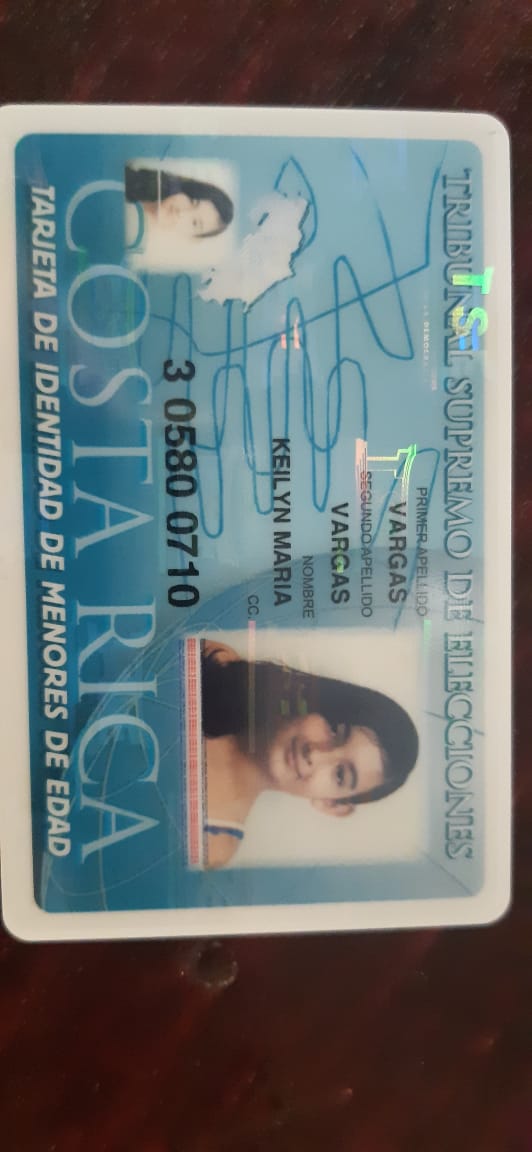 TRIBUNAL SUPREMO DE ELECCIONES
TSE
PRIMER APELLIDO
VARGAS
SEGUNDO APELLIDO
VARGAS
NOMBRE
KEILYN MARIA
CC.
3 0580 0710
COSTA RICA
TARJETA DE IDENTIDAD DE MENORES DE EDAD